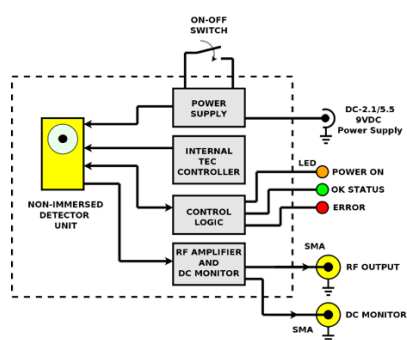 ON-OFF
SWITCH
POWER
SUPPLY
DC-2.1/5.5
9VDC
Power Supply
INTERNAL
TEC
CONTROLLER
LED
POWER ON
OK STATUS
ERROR
NON-IMMERSED
DETECTOR
UNIT
CONTROL
LOGIC
RF AMPLIFIER
AND
DC MONITOR
SMA
RF OUTPUT
DC MONITOR
SMA